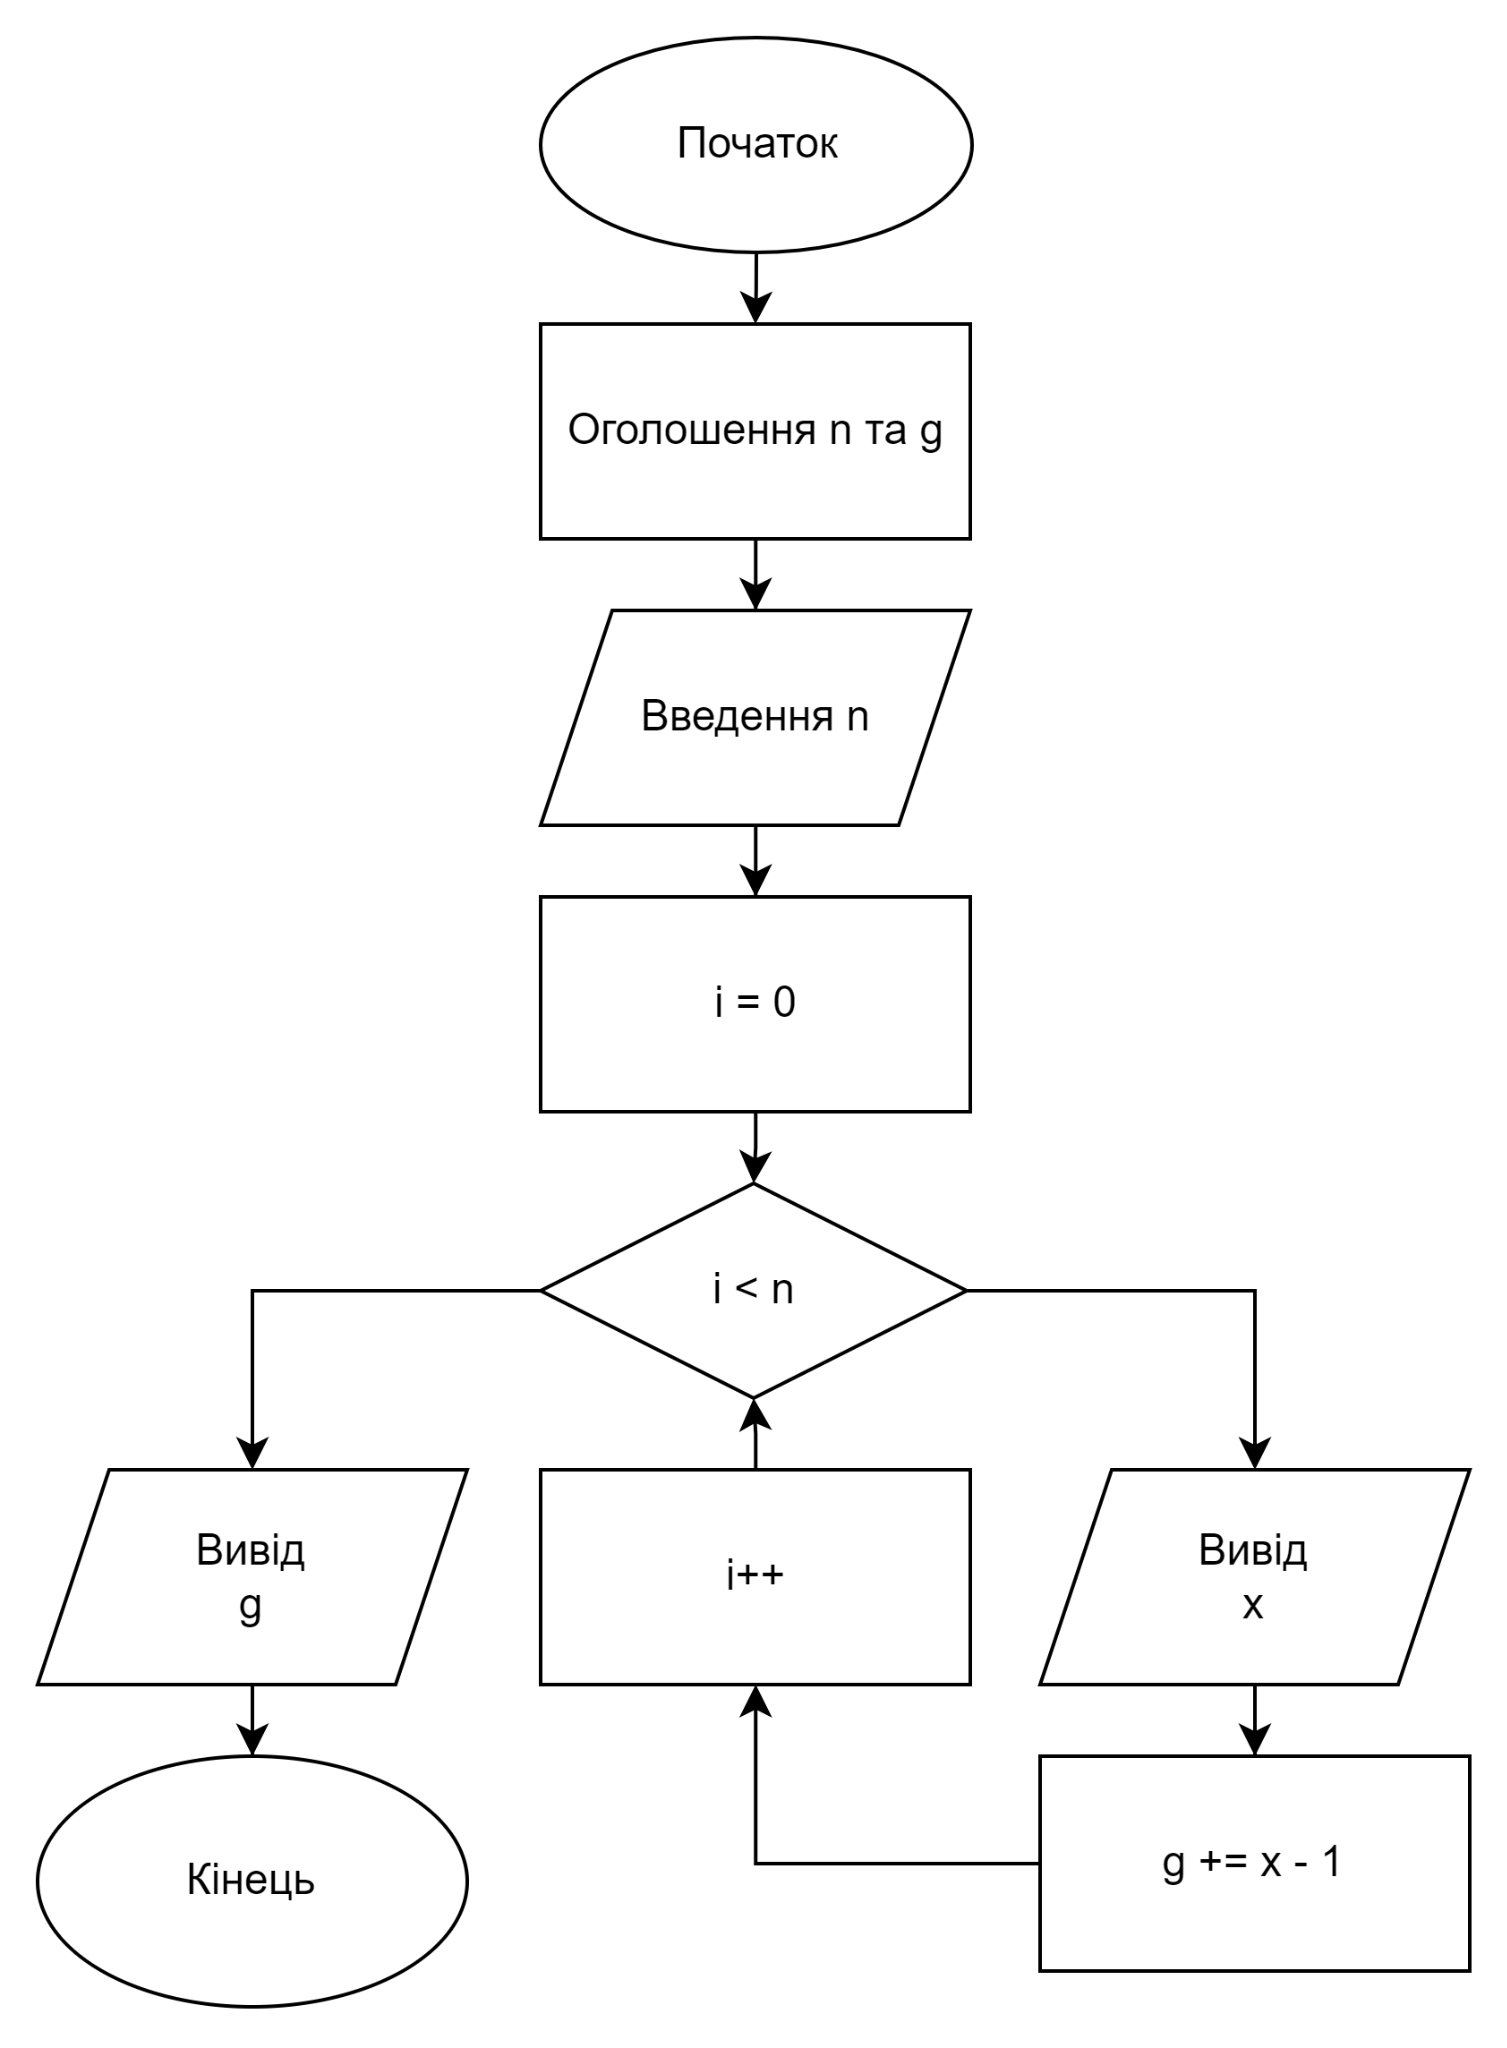 Початок
Оголошення n та g
Введення n
i = 0
i < n
Вивід
g
i++
Вивід
x
Кінець
g += x - 1